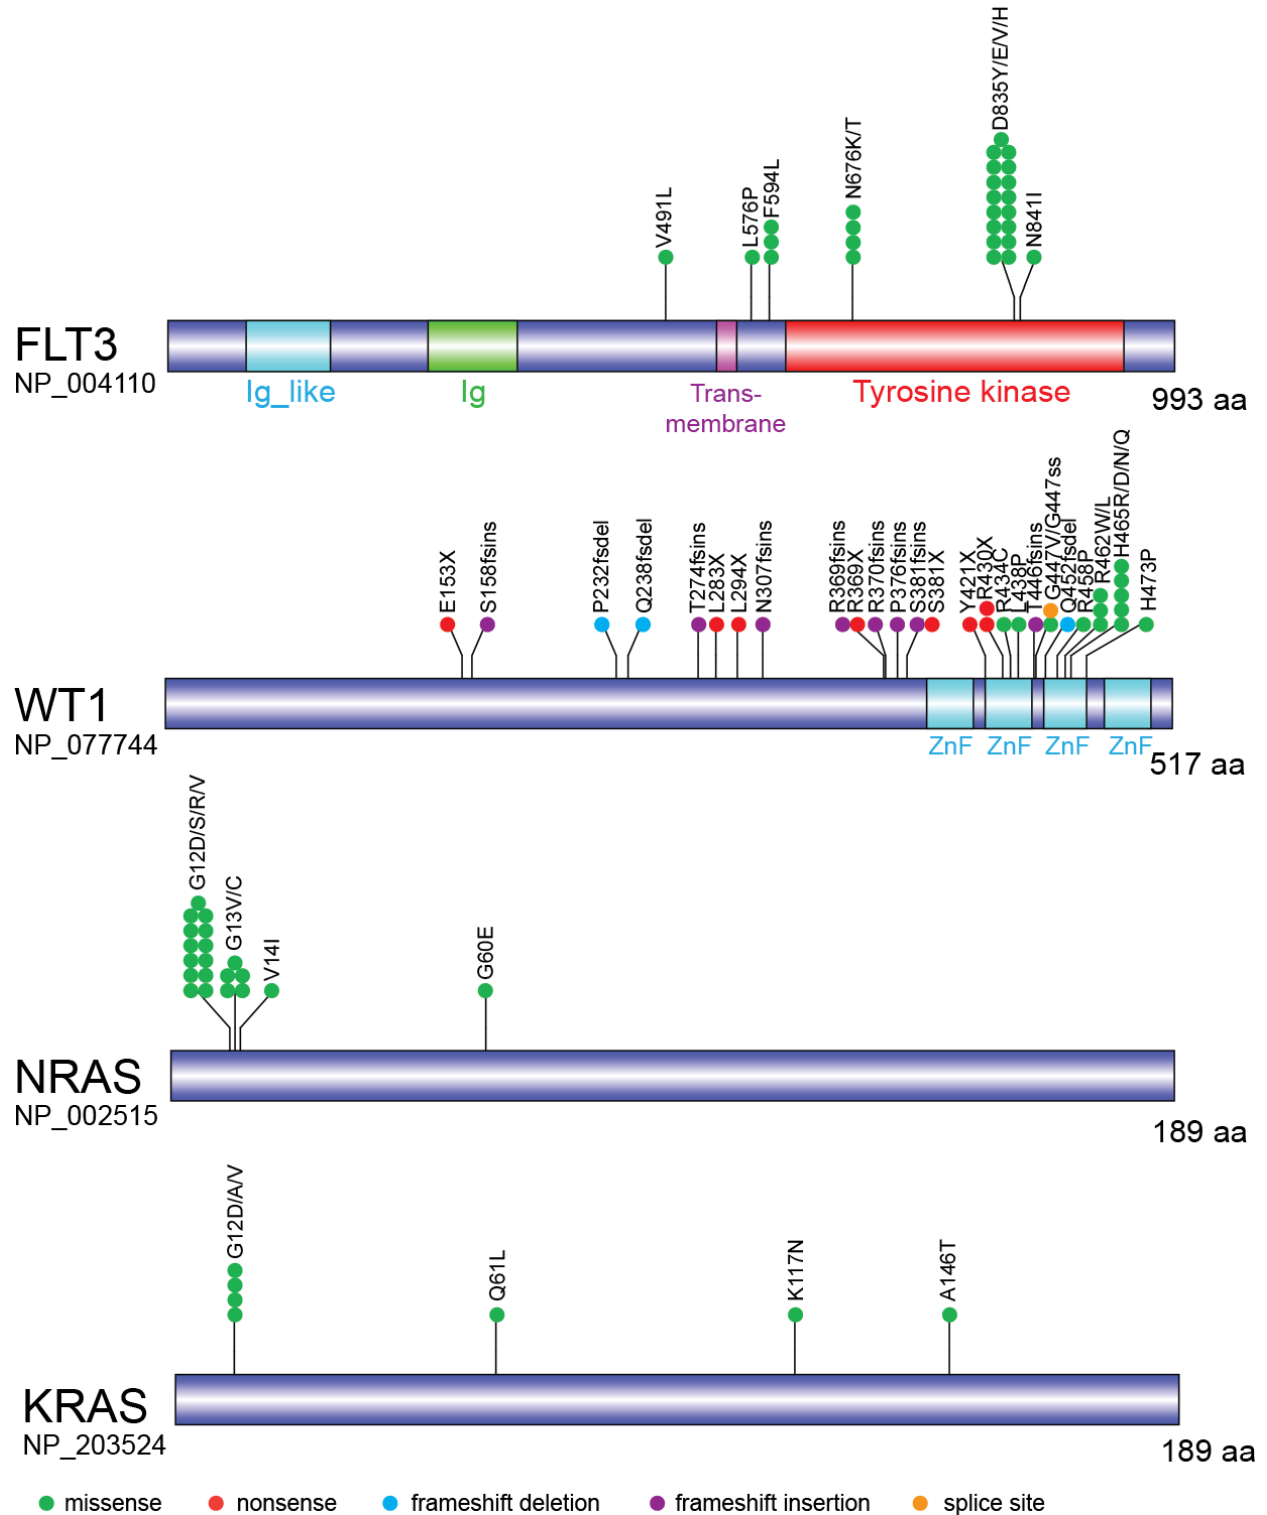 V491L
L576P
F594L
N676K/T
D835Y/E/V/H
N841I
FLT3
NP_004110
Ig_like
Ig
Trans-
membrane
Tyrosine kinase
993 aa
E153X
S158fsins
P232fsdel
Q238fsdel
T274fsins
L283X
L294X
N307fsins
R369fsins
R369X
R370fsins
P376fsins
S381fsins
S381X
Y421X
R430X
R434C
L438P
T446fsins
G447V/G447ss
Q452fsdel
R458P
R462W/L
H465R/D/N/Q
H473P
WT1
NP_077744
ZnF
ZnF
ZnF
ZnF
517 aa
G12D/S/R/V
G13V/C
V14I
G60E
NRAS
NP_002515
189 aa
G12D/A/V
Q61L
K117N
A146T
KRAS
NP_203524
189 aa
missense
nonsense
frameshift deletion
frameshift insertion
splice site